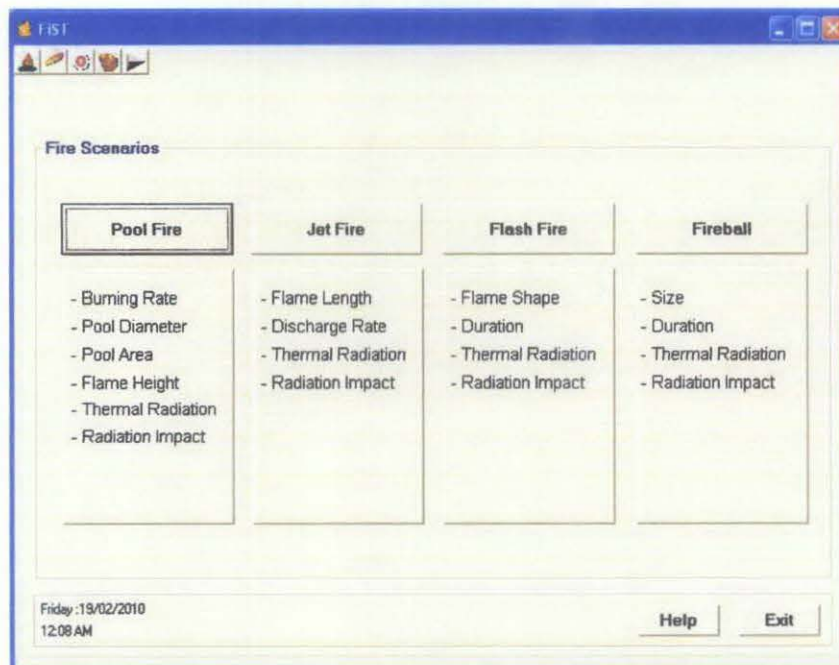 FiST
Fire Scenarios
Pool Fire
- Burning Rate
- Pool Diameter
- Pool Area
- Flame Height
- Thermal Radiation
- Radiation Impact
Jet Fire
- Flame Length
- Discharge Rate
- Thermal Radiation
- Radiation Impact
Flash Fire
- Flame Shape
- Duration
- Thermal Radiation
- Radiation Impact
Fireball
- Size
- Duration
- Thermal Radiation
- Radiation Impact
Friday :19/02/2010
12:08 AM
Help
Exit